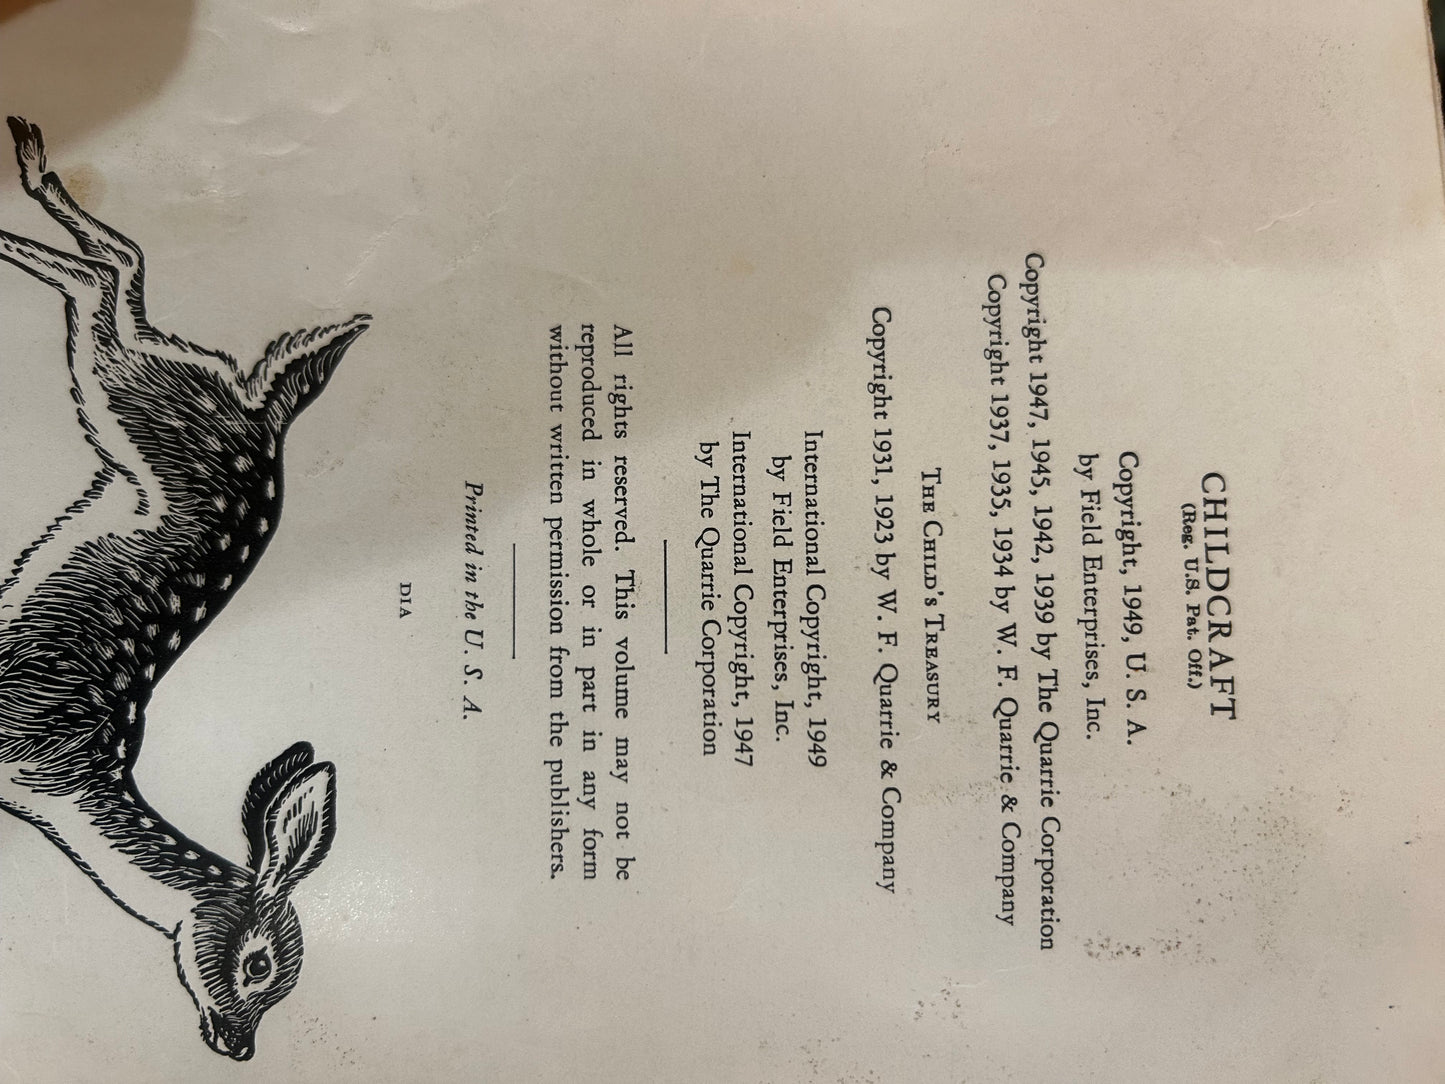 CHILDCRAFT
(Reg. U.S. Pat. Off.)
Copyright, 1949, U. S. A.
by Field Enterprises, Inc.
Copyright 1947, 1945, 1942, 1939 by The Quarrie Corporation
Copyright 1937, 1935, 1934 by W. F. Quarrie & Company
THE CHILD'S TREASURY
Copyright 1931, 1923 by W. F. Quarrie & Company
International Copyright, 1949
by Field Enterprises, Inc.
International Copyright, 1947
by The Quarrie Corporation
All rights reserved. This volume may not be
reproduced in whole or in part in any form
without written permission from the publishers.
Printed in the U. S. A.
DIA